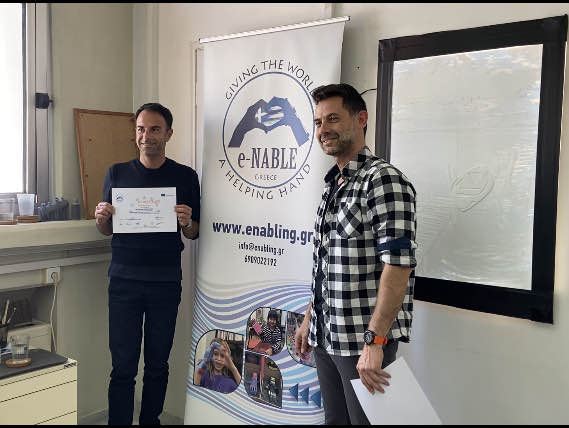 GIVING THE WORLD
e-NABLE
GREECE
A HELPING HAND
www.enabling.gr
info@enabling.gr
6909022192